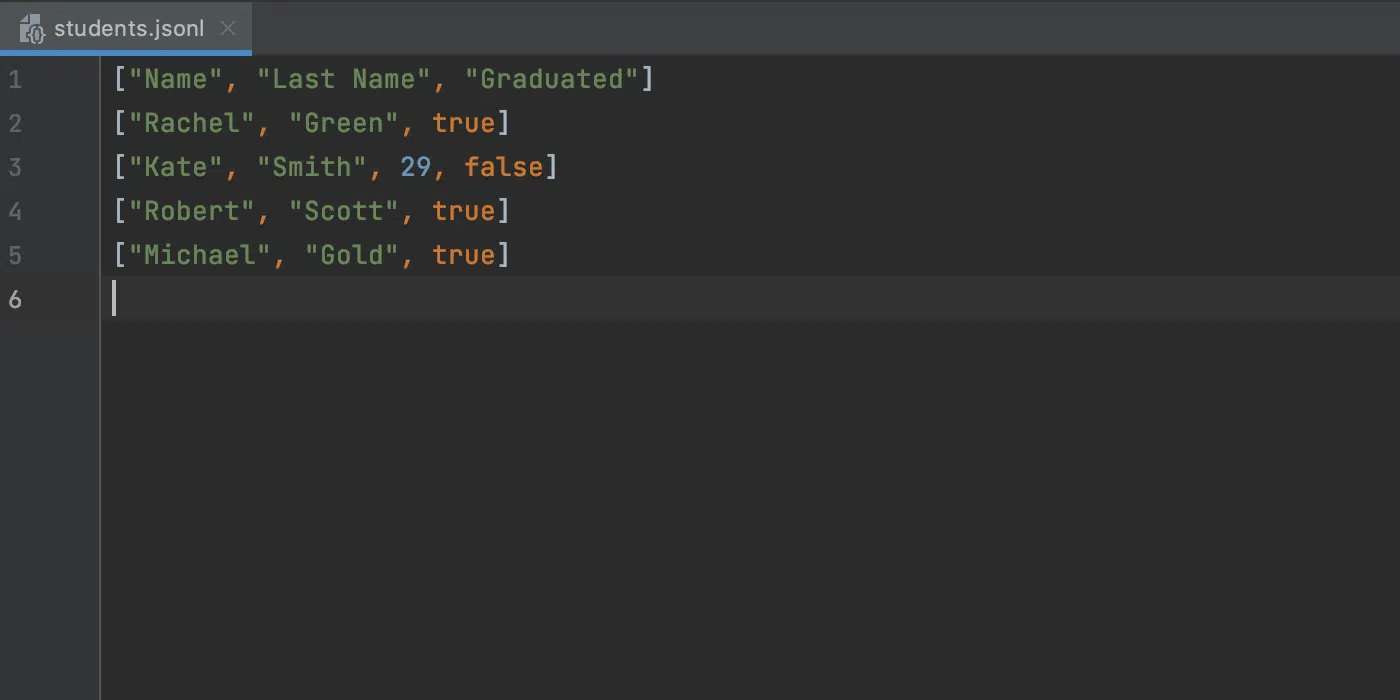 students.jsonl
1 ["Name", "Last Name", "Graduated"]
2 ["Rachel", "Green", true]
3 ["Kate", "Smith", 29, false]
4 ["Robert", "Scott", true]
5 ["Michael", "Gold", true]
6